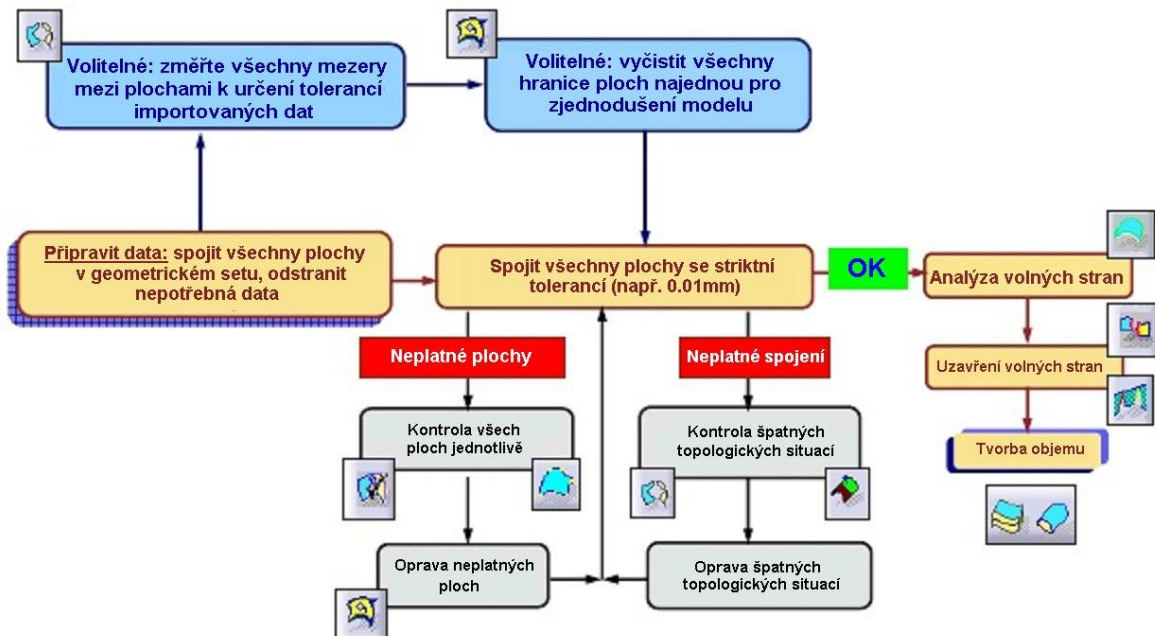 Volitelné: změřte všechny mezery
mezi plochami k určení tolerancí
importovaných dat
Volitelné: vyčistit všechny
hranice ploch najednou pro
zjednodušení modelu
Připravit data: spojit všechny plochy
v geometrickém setu, odstranit
nepotřebná data
Spojit všechny plochy se striktní
tolerancí (např. 0.01mm)
OK
Analýza volných stran
Neplatné plochy
Neplatné spojení
Uzavření volných stran
Kontrola všech
ploch jednotlivě
Kontrola špatných
topologických situací
Tvorba objemu
Oprava neplatných
ploch
Oprava špatných
topologických situací